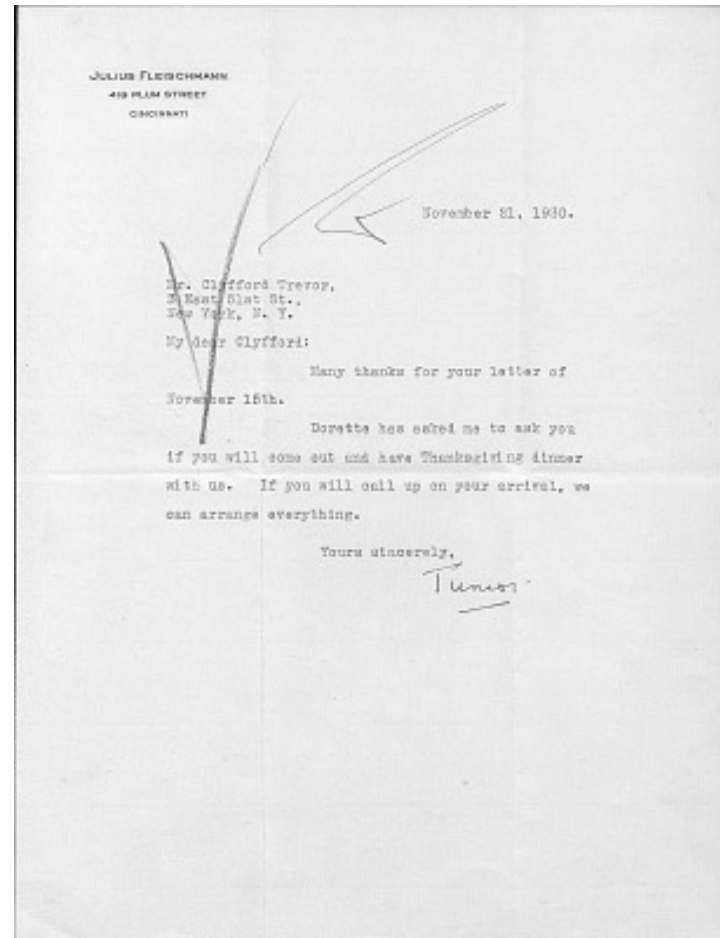 JULIUS FLEISCHMANN
419 PLUM STREET
CINCINNATI
November 21, 1930.
Mr. Clyfford Trevor,
3 East 51st St.,
New York, N. Y.
My dear Clyfford:
Many thanks for your letter of
November 15th.
Dorette has asked me to ask you
if you will come out and have Thanksgiving dinner
with us. If you will call up on your arrival, we
can arrange everything.
Yours sincerely,
Junior